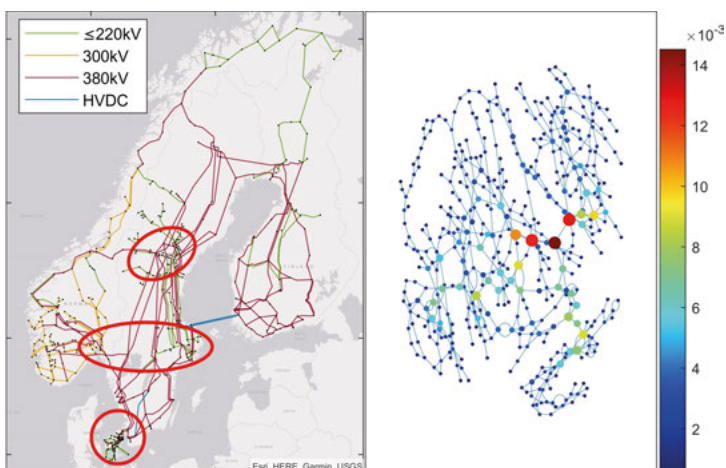 ≤220kV
300kV
380kV
HVDC
Esri, HERE, Garmin, USGS
×10⁻³
14
12
10
8
6
4
2